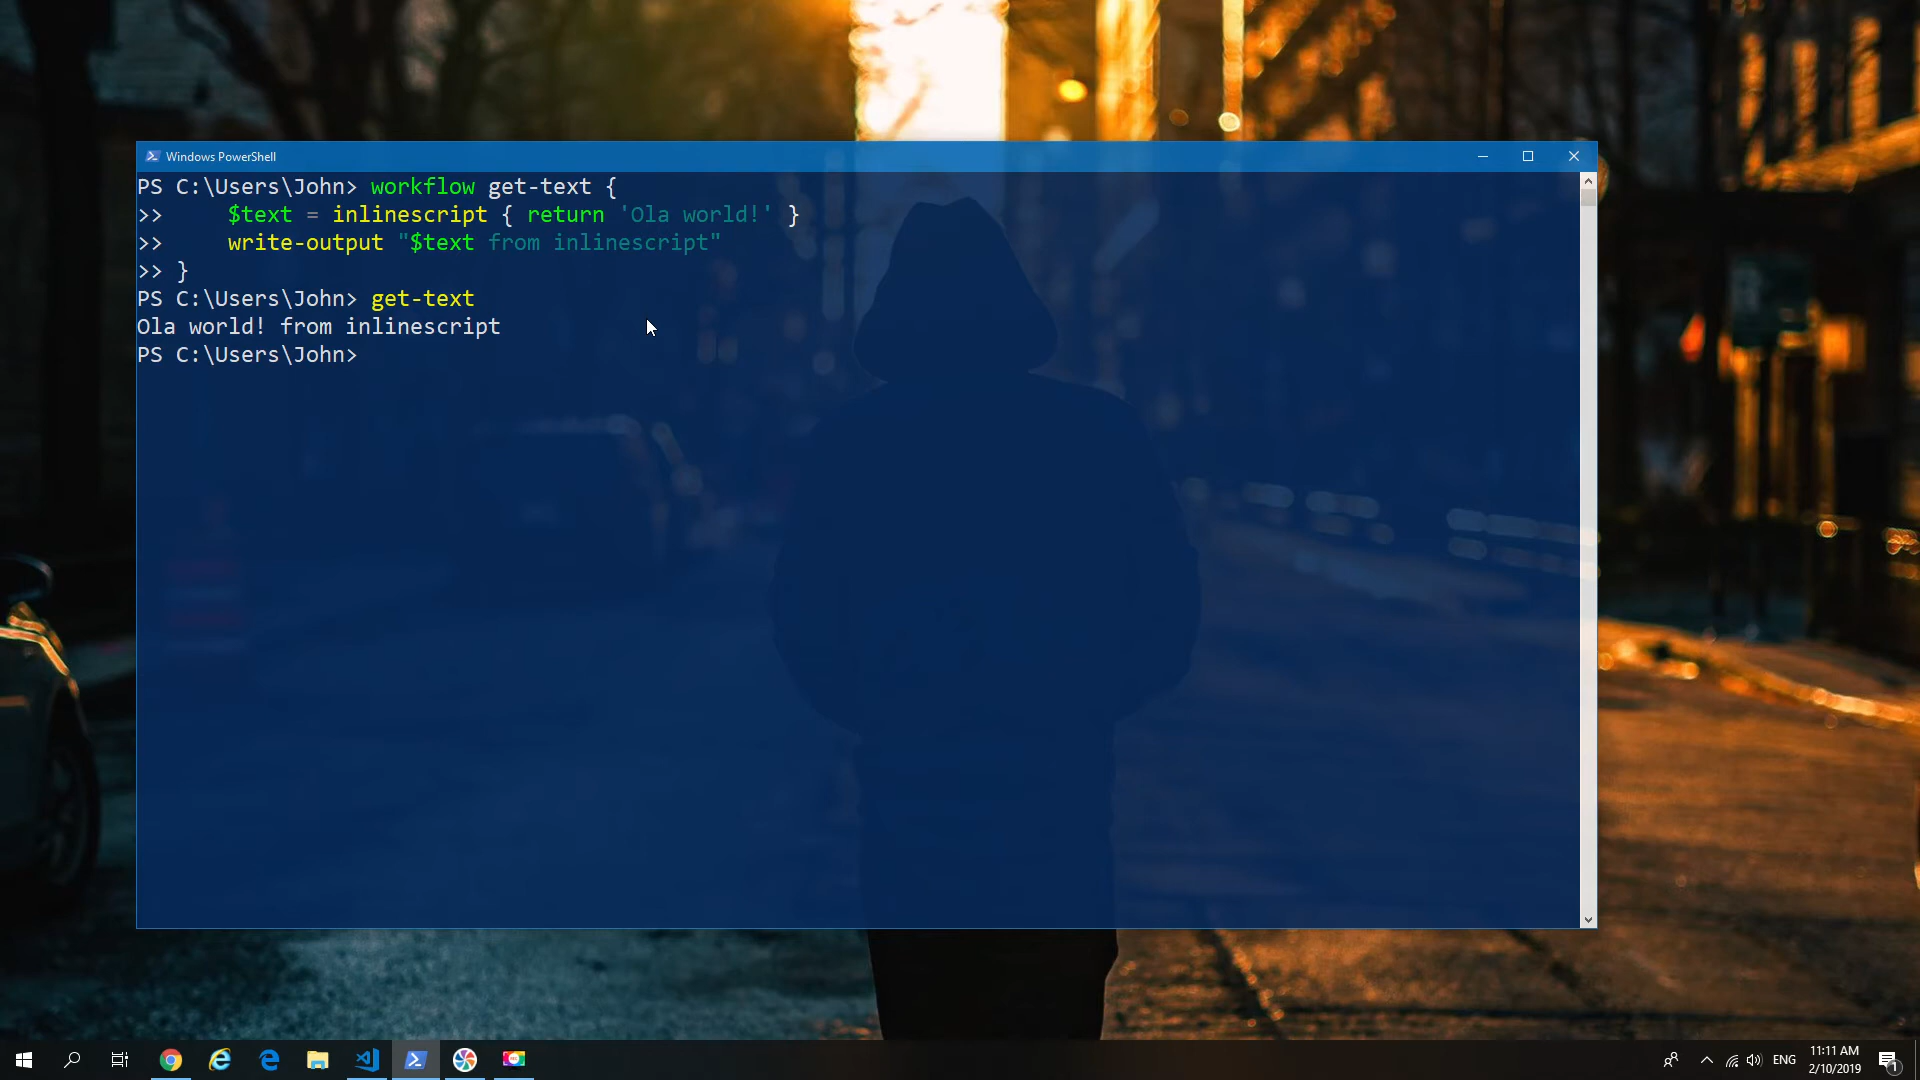 Windows PowerShell
PS C:\Users\John> workflow get-text {
>>     $text = inlinescript { return 'Ola world!' }
>>     write-output "$text from inlinescript"
>> }
PS C:\Users\John> get-text
Ola world! from inlinescript
PS C:\Users\John>
ENG
11:11 AM
2/10/2019
1